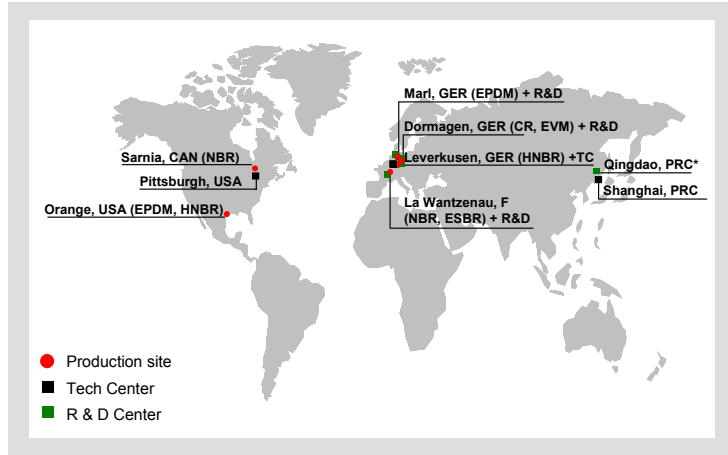 Marl, GER (EPDM) + R&D
Dormagen, GER (CR, EVM) + R&D
Sarnia, CAN (NBR)
Leverkusen, GER (HNBR) +TC
Qingdao, PRC*
Pittsburgh, USA
Shanghai, PRC
Orange, USA (EPDM, HNBR)
La Wantzenau, F
(NBR, ESBR) + R&D
Production site
Tech Center
R & D Center